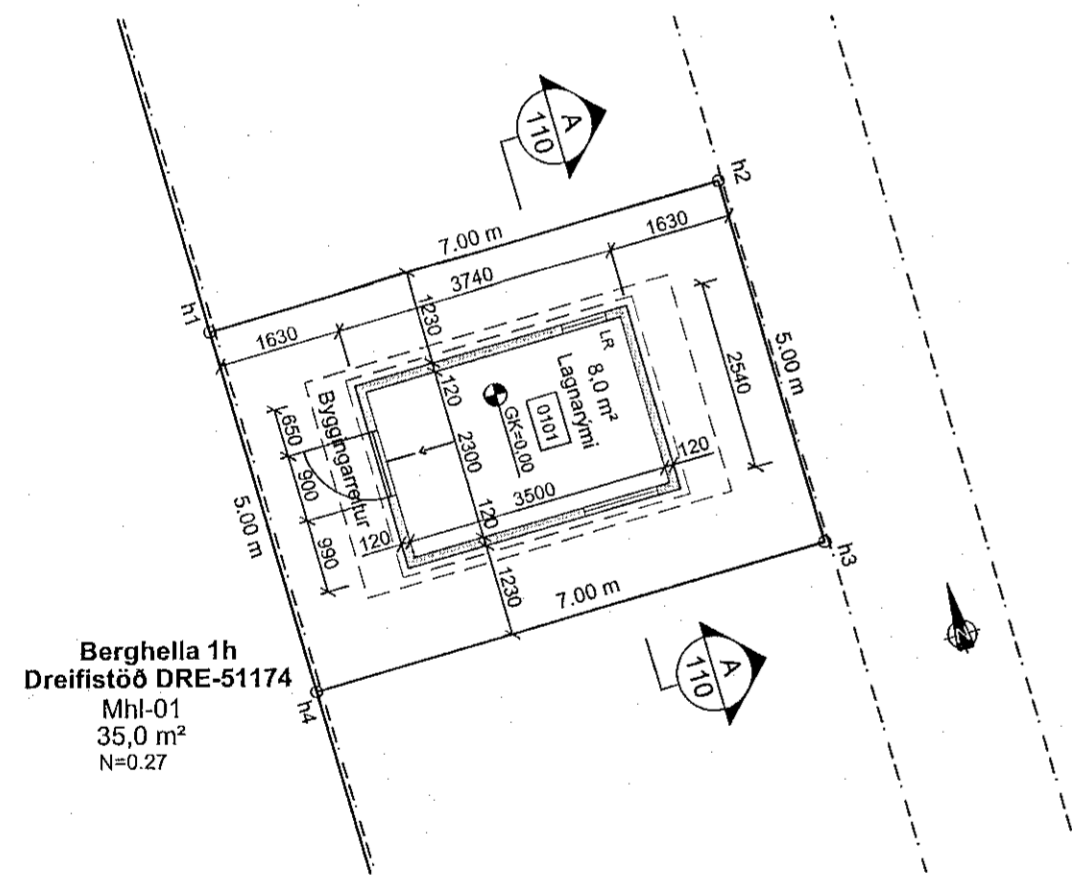 A
110
h2
7.00 m
1630
3740
h1
1630
1230
5.00 m
2540
LR
8,0 m²
Lagnarými
0101
GK=0.00
120
2300
120
Byggingarreitur
650
900
990
5.00 m
3500
120
120
1230
h3
7.00 m
A
110
N
h4
Berghella 1h
Dreifistöð DRE-51174
Mhl-01
35,0 m²
N=0.27